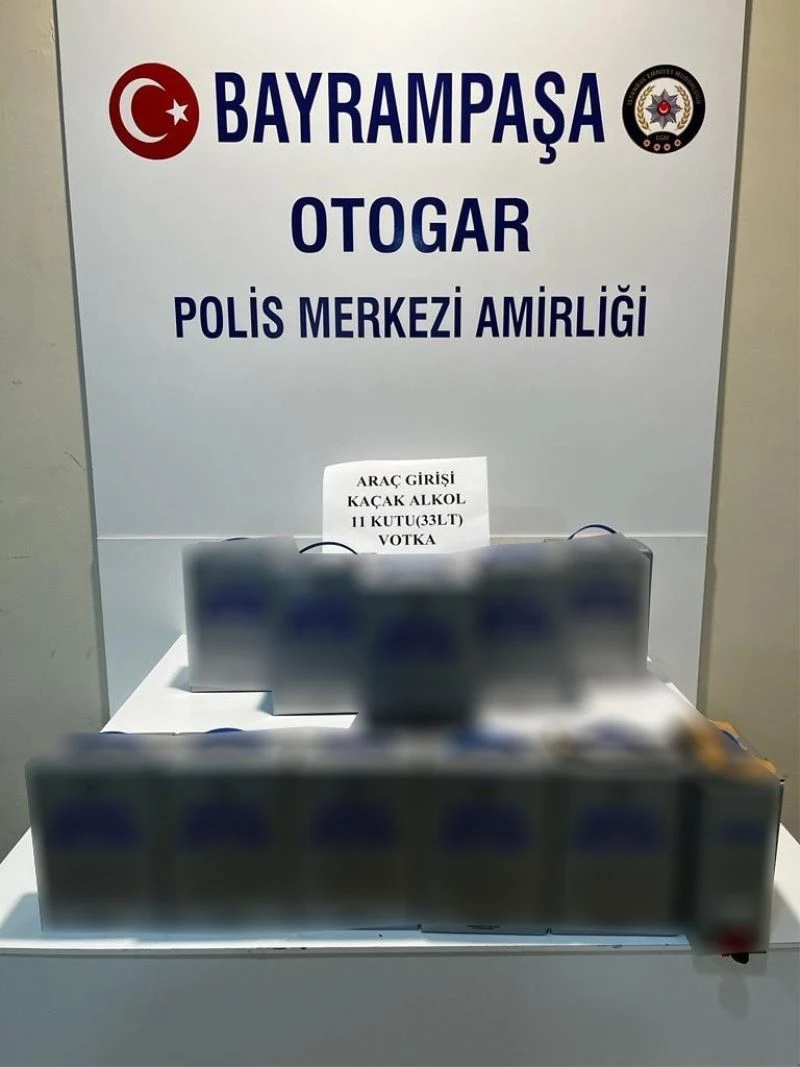 BAYRAMPAŞA
OTOGAR
POLİS MERKEZİ AMİRLİĞİ
ARAÇ GİRİŞİ
KAÇAK ALKOL
11 KUTU(33LT)
VOTKA